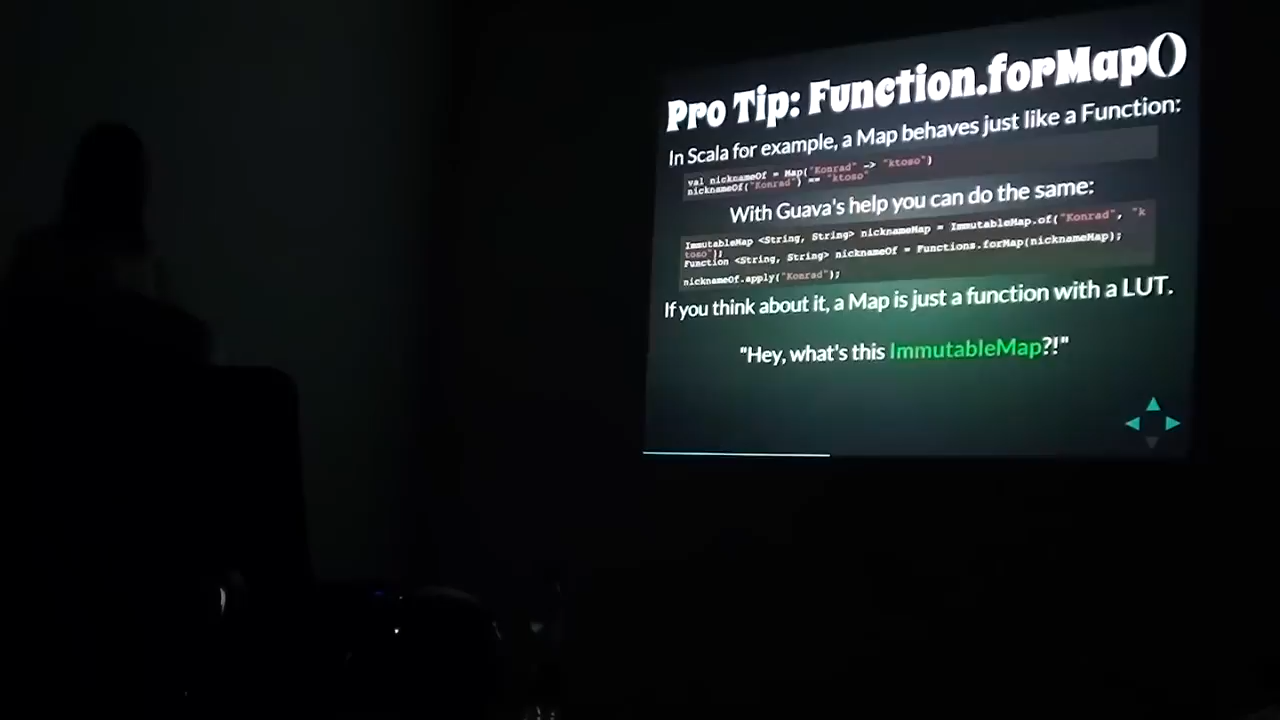 Pro Tip: Function.forMap()
In Scala for example, a Map behaves just like a Function:
val nicknameOf = Map("Konrad" -> "ktoso")
nicknameOf("Konrad") == "ktoso"
With Guava's help you can do the same:
ImmutableMap <String, String> nicknameMap = ImmutableMap.of("Konrad", "k
toso");
Function <String, String> nicknameOf = Functions.forMap(nicknameMap);
nicknameOf.apply("Konrad");
If you think about it, a Map is just a function with a LUT.
"Hey, what's this ImmutableMap?!"